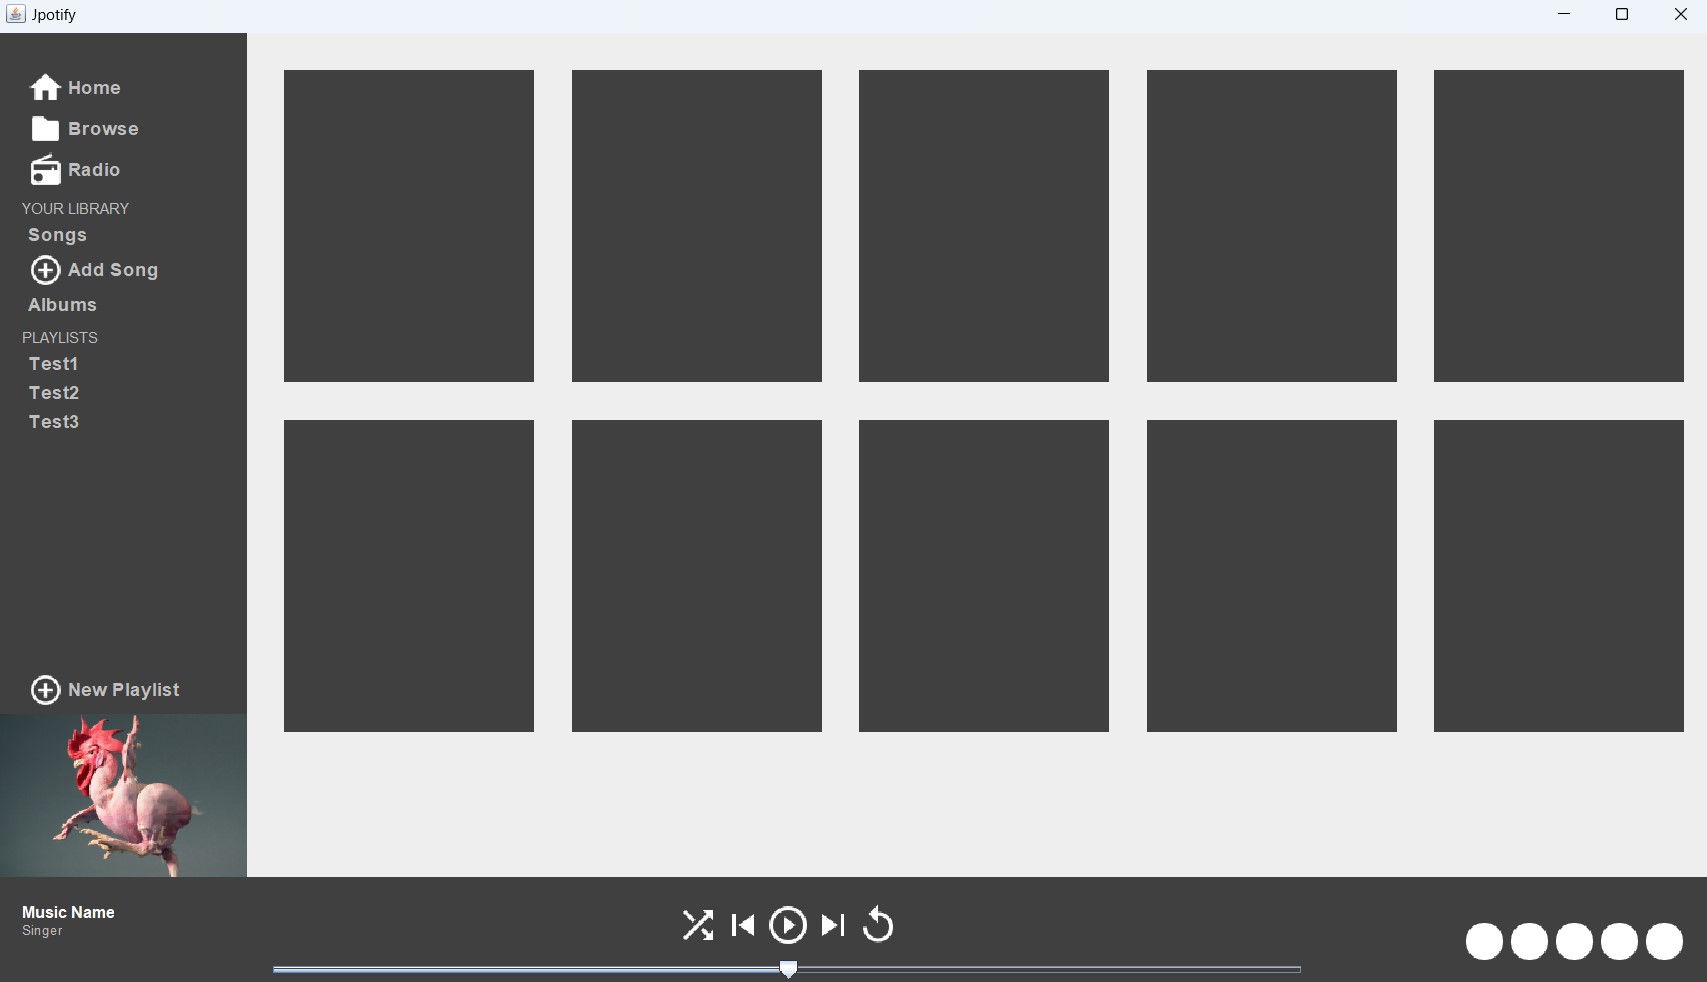 Jpotify
Home
Browse
Radio
YOUR LIBRARY
Songs
Add Song
Albums
PLAYLISTS
Test1
Test2
Test3
New Playlist
Music Name
Singer